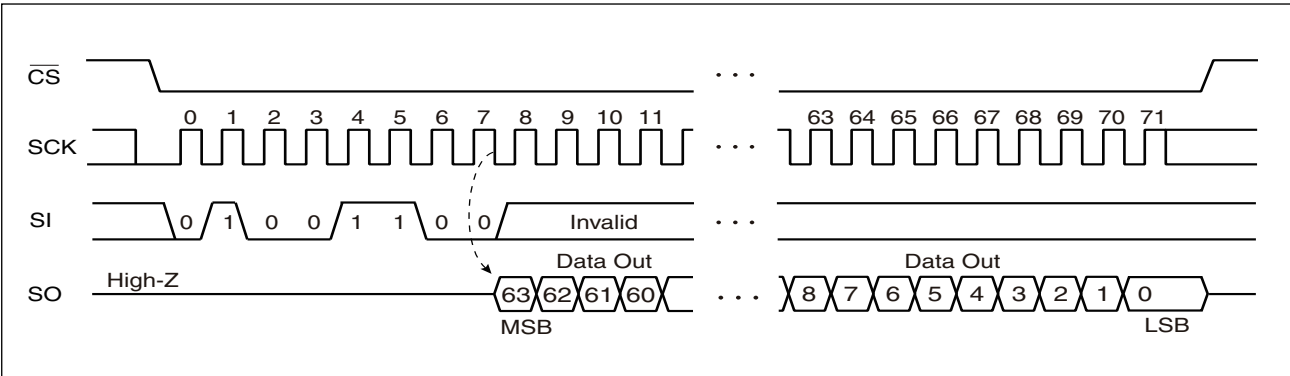 CS
. . .
0 1 2 3 4 5 6 7 8 9 10 11 63 64 65 66 67 68 69 70 71
SCK
. . .
SI
0 1 0 0 1 1 0 0 Invalid
. . .
Data Out Data Out
High-Z
SO
63 62 61 60 . . . 8 7 6 5 4 3 2 1 0
MSB LSB